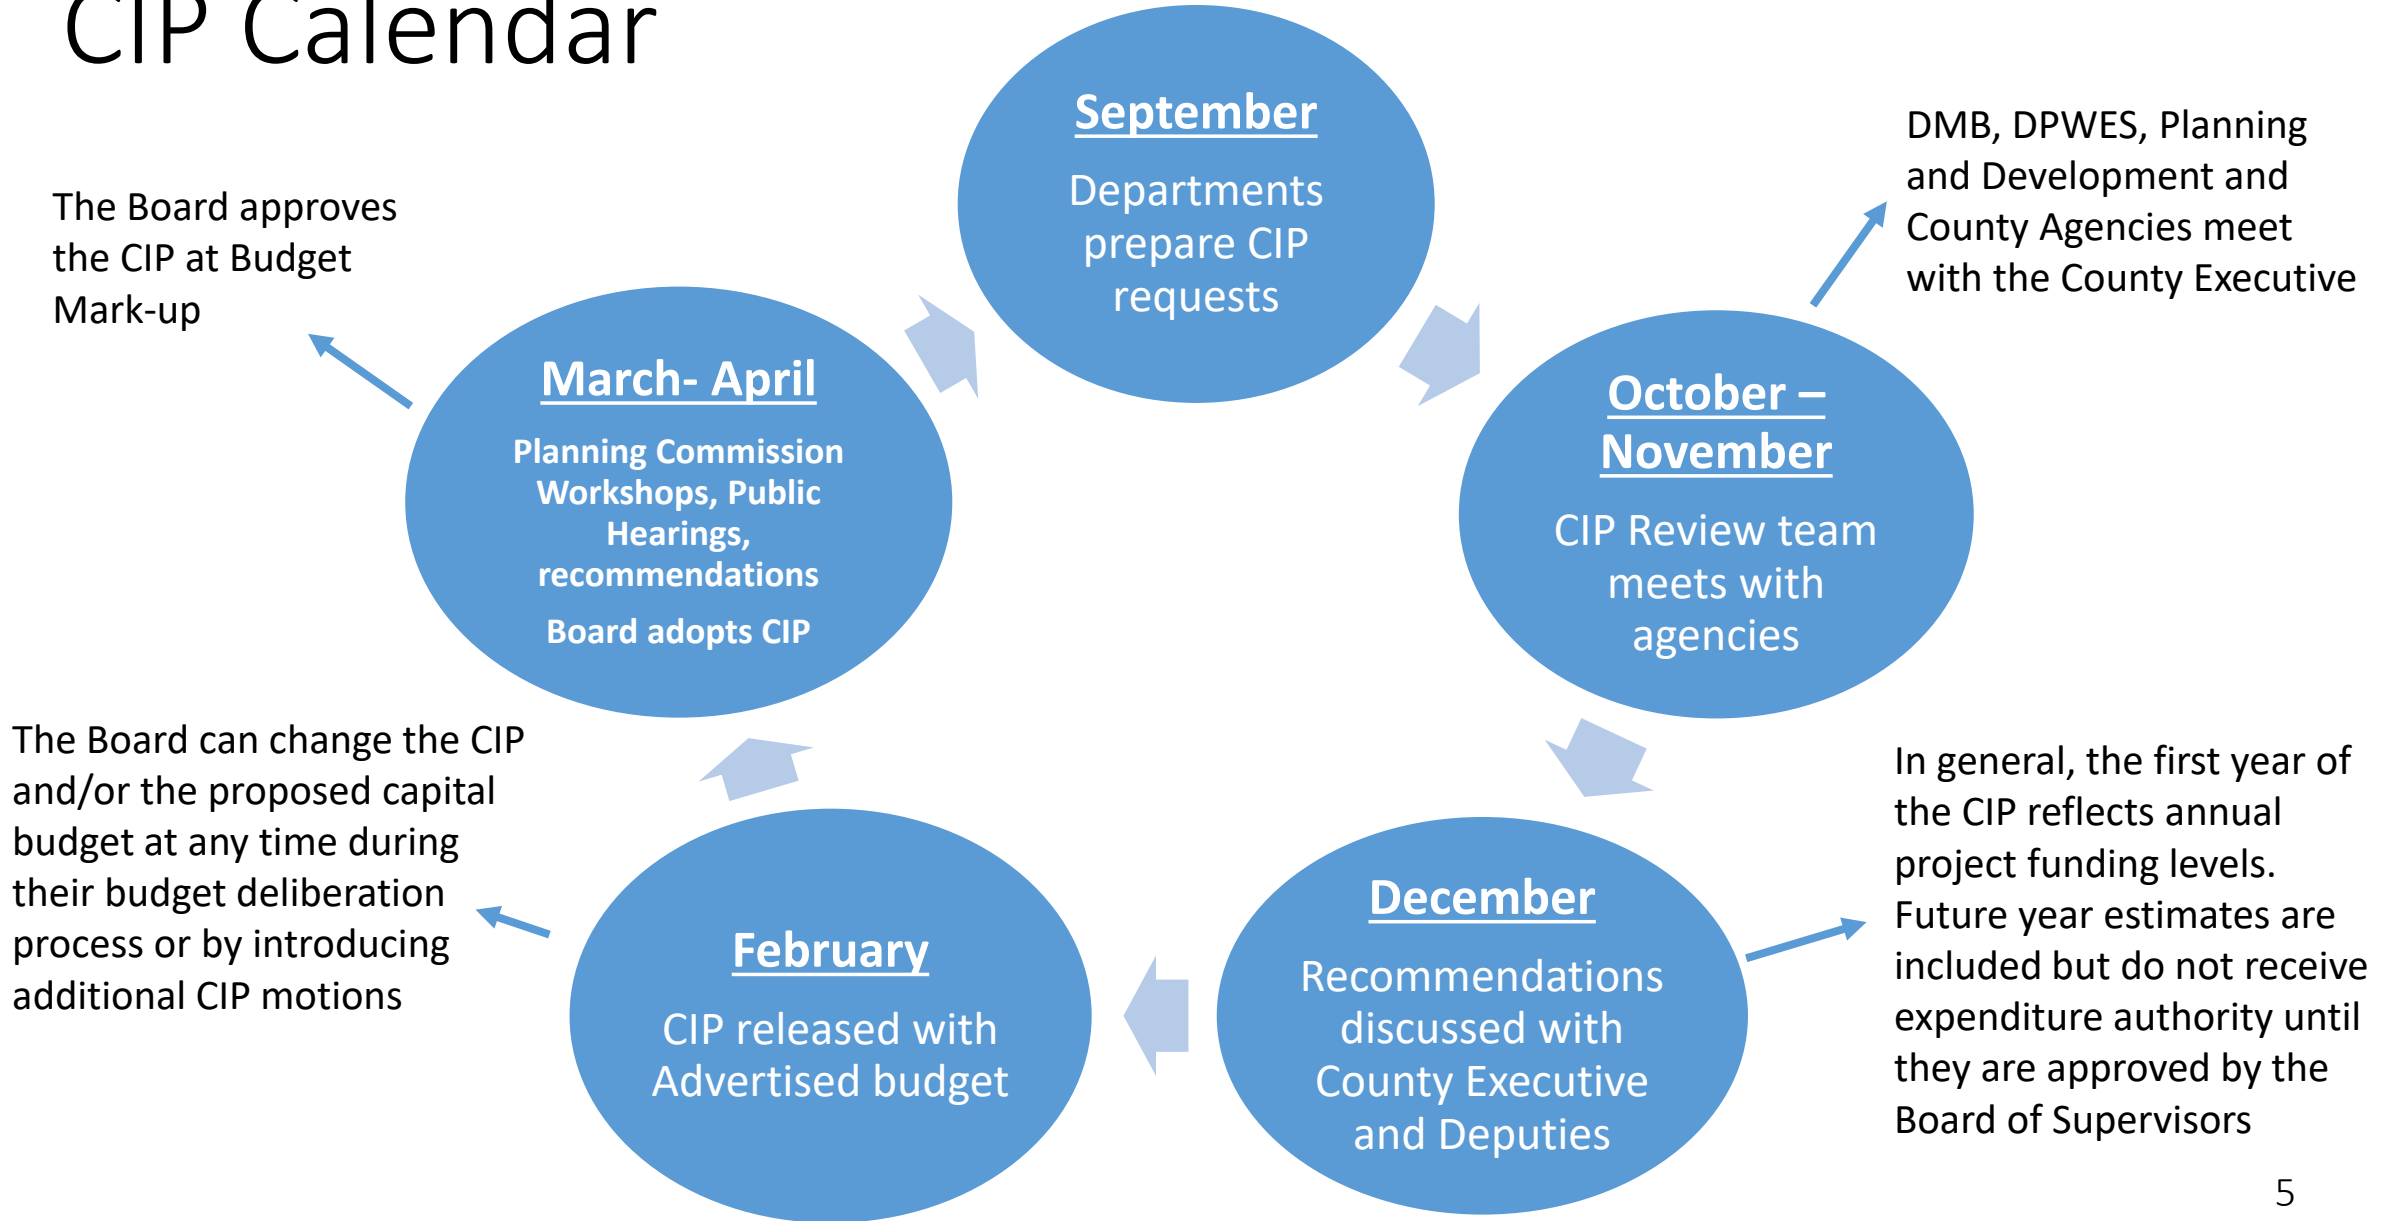 CIP Calendar
September
Departments
prepare CIP
requests
DMB, DPWES, Planning
and Development and
County Agencies meet
with the County Executive
October –
November
CIP Review team
meets with
agencies
In general, the first year of
the CIP reflects annual
project funding levels.
Future year estimates are
included but do not receive
expenditure authority until
they are approved by the
Board of Supervisors
December
Recommendations
discussed with
County Executive
and Deputies
February
CIP released with
Advertised budget
The Board can change the CIP
and/or the proposed capital
budget at any time during
their budget deliberation
process or by introducing
additional CIP motions
March- April
Planning Commission
Workshops, Public
Hearings,
recommendations
Board adopts CIP
The Board approves
the CIP at Budget
Mark-up
5